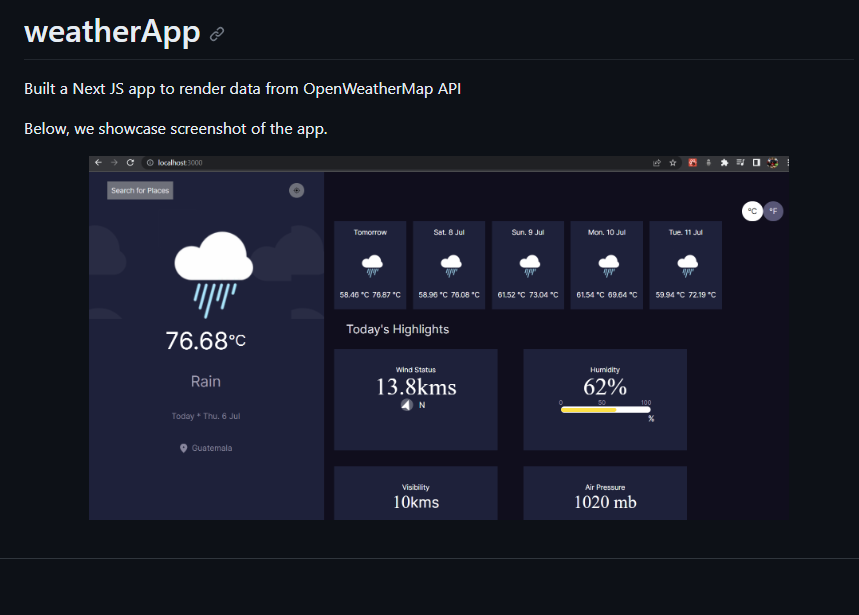 weatherApp
Built a Next JS app to render data from OpenWeatherMap API
Below, we showcase screenshot of the app.
localhost:3000
Search for Places
°C °F
Tomorrow
58.46 °C 76.87 °C
Sat. 8 Jul
58.96 °C 76.08 °C
Sun. 9 Jul
61.52 °C 73.04 °C
Mon. 10 Jul
61.54 °C 69.64 °C
Tue. 11 Jul
59.94 °C 72.19 °C
76.68°C
Rain
Today * Thu. 6 Jul
Guatemala
Today's Highlights
Wind Status
13.8kms
N
Humidity
62%
0 50 100
%
Visibility
10kms
Air Pressure
1020 mb